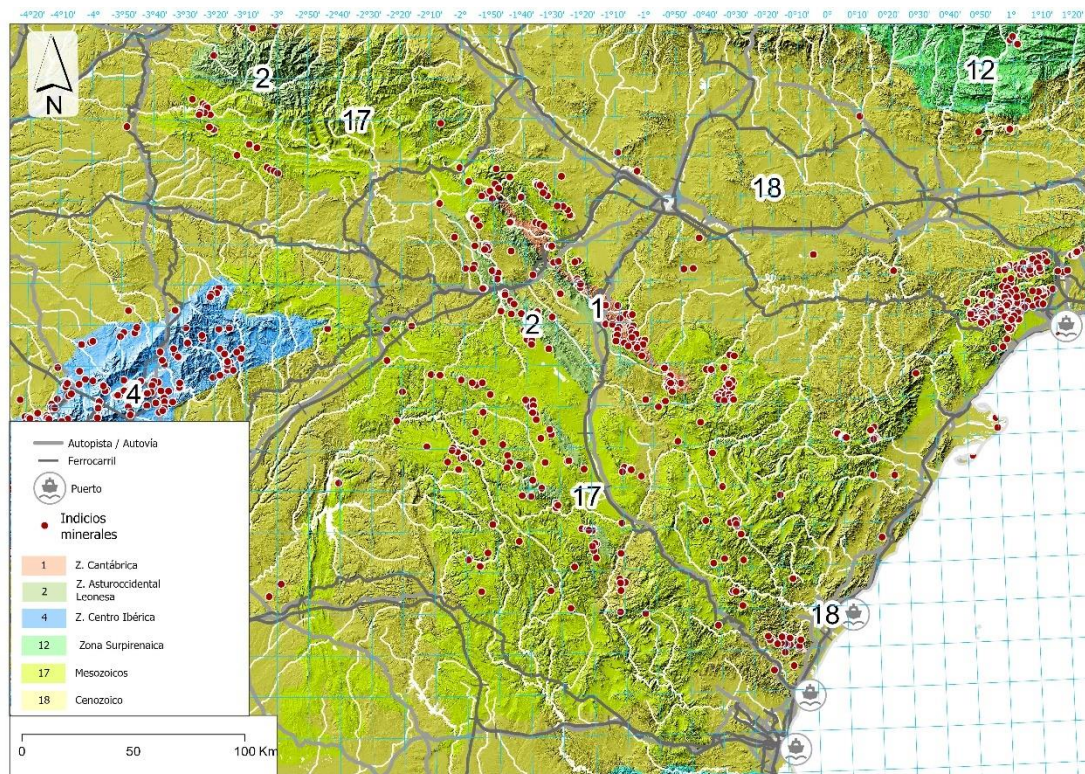 -4°20' -4°10' -4° -3°50' -3°40' -3°30' -3°20' -3°10' -3° -2°50' -2°40' -2°30' -2°20' -2°10' -2° -1°50' -1°40' -1°30' -1°20' -1°10' -1° -0°50' -0°40' -0°30' -0°20' -0°10' 0° 0°10' 0°20' 0°30' 0°40' 0°50' 1° 1°10' 1°20'
N
2
12
17
18
1
2
4
17
18
Autopista / Autovía
Ferrocarril
Puerto
Indicios
minerales
1 Z. Cantábrica
2 Z. Asturoccidental
Leonesa
4 Z. Centro Ibérica
12 Zona Surpirenaica
17 Mesozoicos
18 Cenozoico
0 50 100 Km